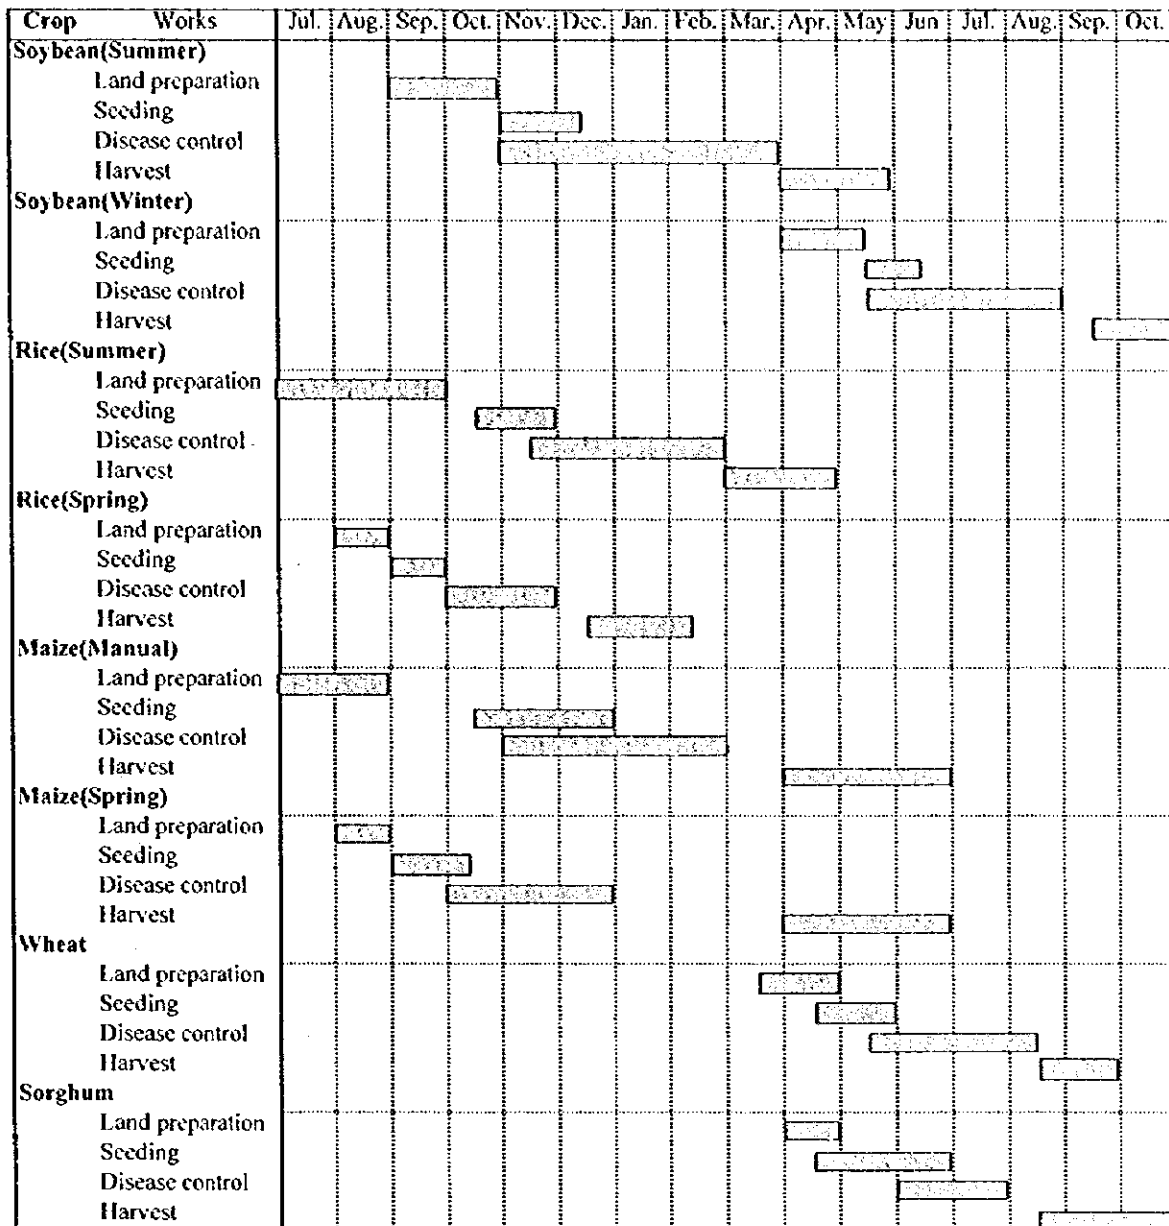 Crop Works Jul. Aug. Sep. Oct. Nov. Dec. Jan. Feb. Mar. Apr. May Jun Jul. Aug. Sep. Oct.
Soybean(Summer)
Land preparation
Seeding
Disease control
Harvest
Soybean(Winter)
Land preparation
Seeding
Disease control
Harvest
Rice(Summer)
Land preparation
Seeding
Disease control
Harvest
Rice(Spring)
Land preparation
Seeding
Disease control
Harvest
Maize(Manual)
Land preparation
Seeding
Disease control
Harvest
Maize(Spring)
Land preparation
Seeding
Disease control
Harvest
Wheat
Land preparation
Seeding
Disease control
Harvest
Sorghum
Land preparation
Seeding
Disease control
Harvest